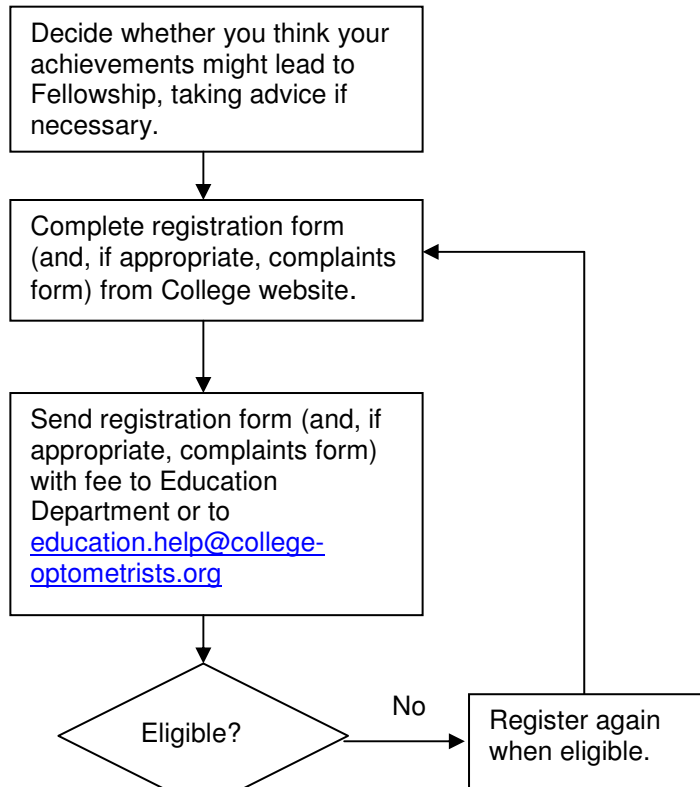 Decide whether you think your
achievements might lead to
Fellowship, taking advice if
necessary.
Complete registration form
(and, if appropriate, complaints
form) from College website.
Send registration form (and, if
appropriate, complaints form)
with fee to Education
Department or to
education.help@college-
optometrists.org
Eligible?
No
Register again
when eligible.